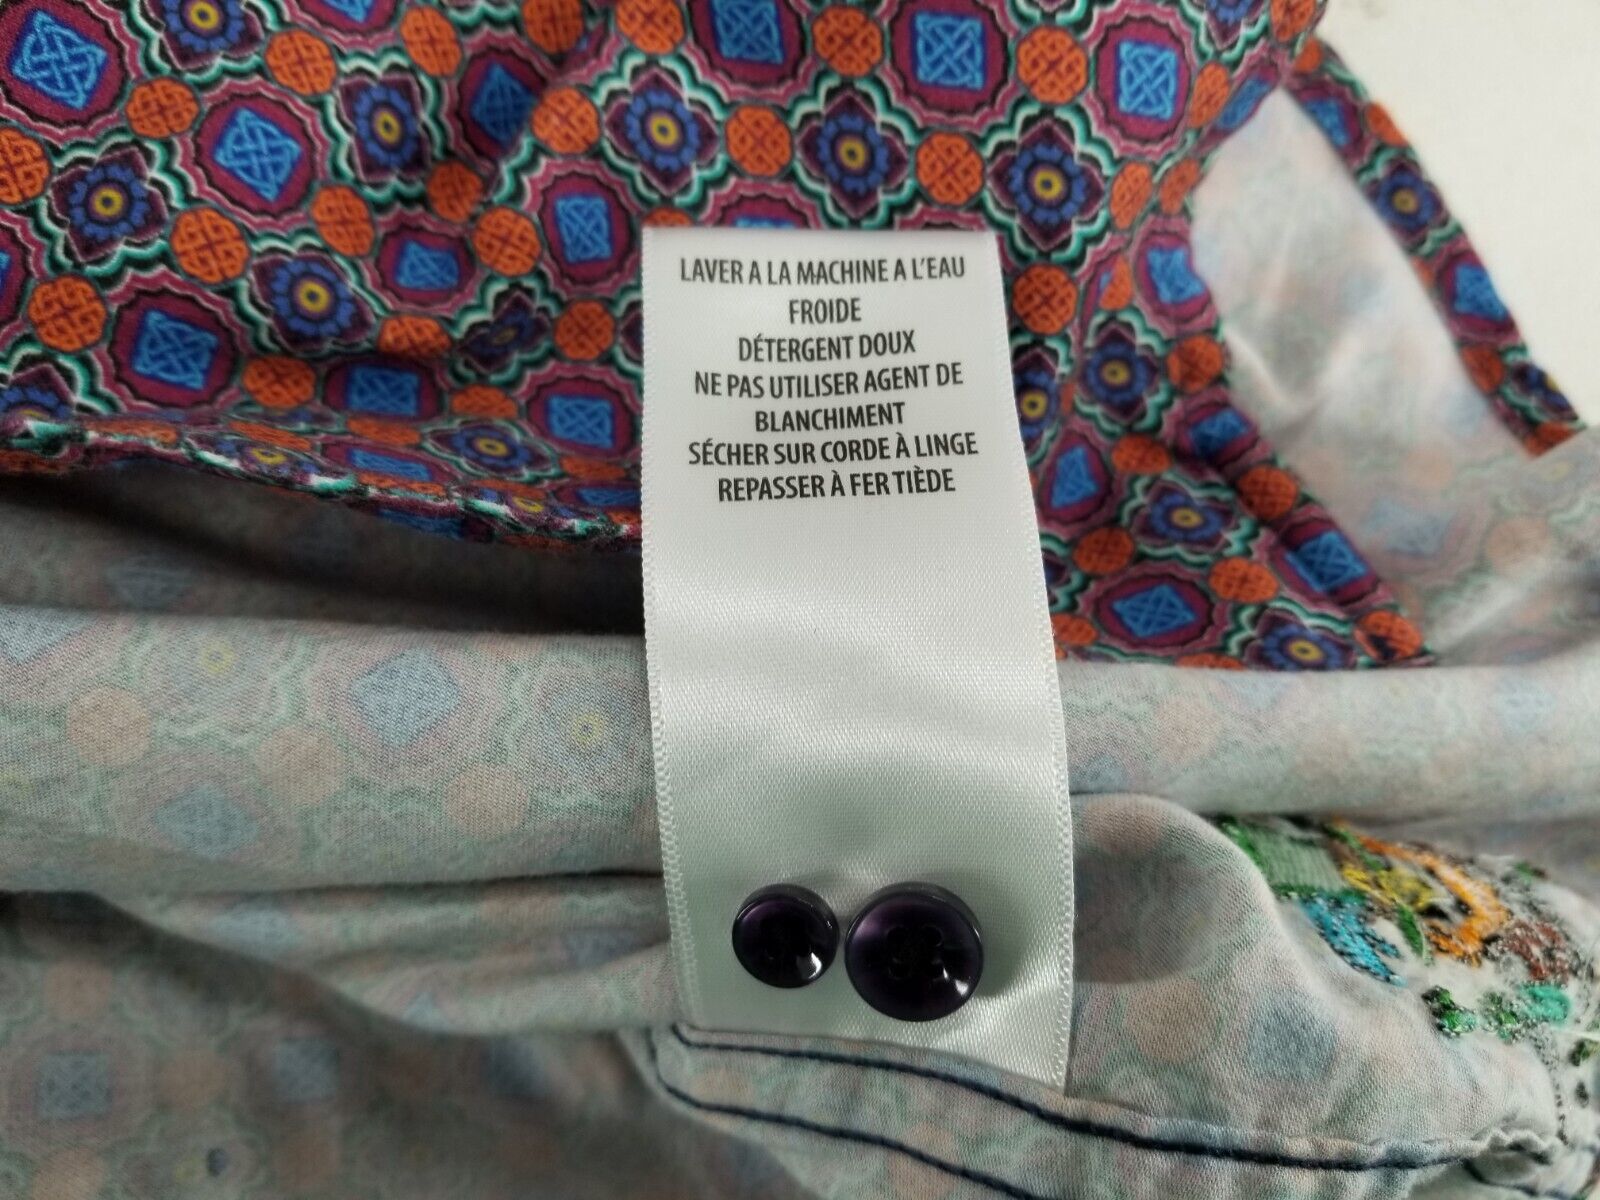 LAVER A LA MACHINE A L'EAU
FROIDE
DÉTERGENT DOUX
NE PAS UTILISER AGENT DE
BLANCHIMENT
SÉCHER SUR CORDE À LINGE
REPASSER À FER TIÈDE